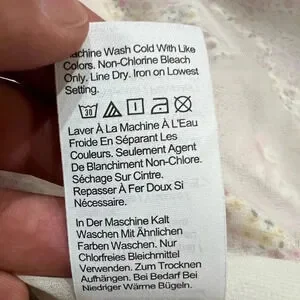 Machine Wash Cold With Like
Colors. Non-Chlorine Bleach
Only. Line Dry. Iron on Lowest
Setting.
30
Laver À La Machine À L'Eau
Froide En Séparant Les
Couleurs. Seulement Agent
De Blanchiment Non-Chlore.
Séchage Sur Cintre.
Repasser À Fer Doux Si
Nécessaire.
In Der Maschine Kalt
Waschen Mit Ähnlichen
Farben Waschen. Nur
Chlorfreies Bleichmittel
Verwenden. Zum Trocknen
Aufhängen. Bei Bedarf Bei
Niedriger Wärme Bügeln.